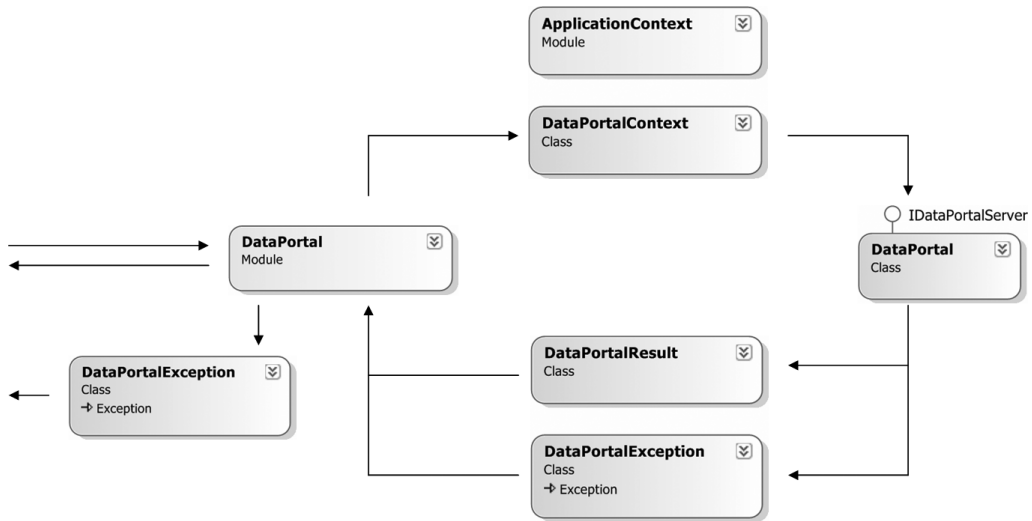 ApplicationContext
Module
DataPortalContext
Class
IDataPortalServer
DataPortal
Module
DataPortal
Class
DataPortalResult
Class
DataPortalException
Class
Exception
DataPortalException
Class
Exception